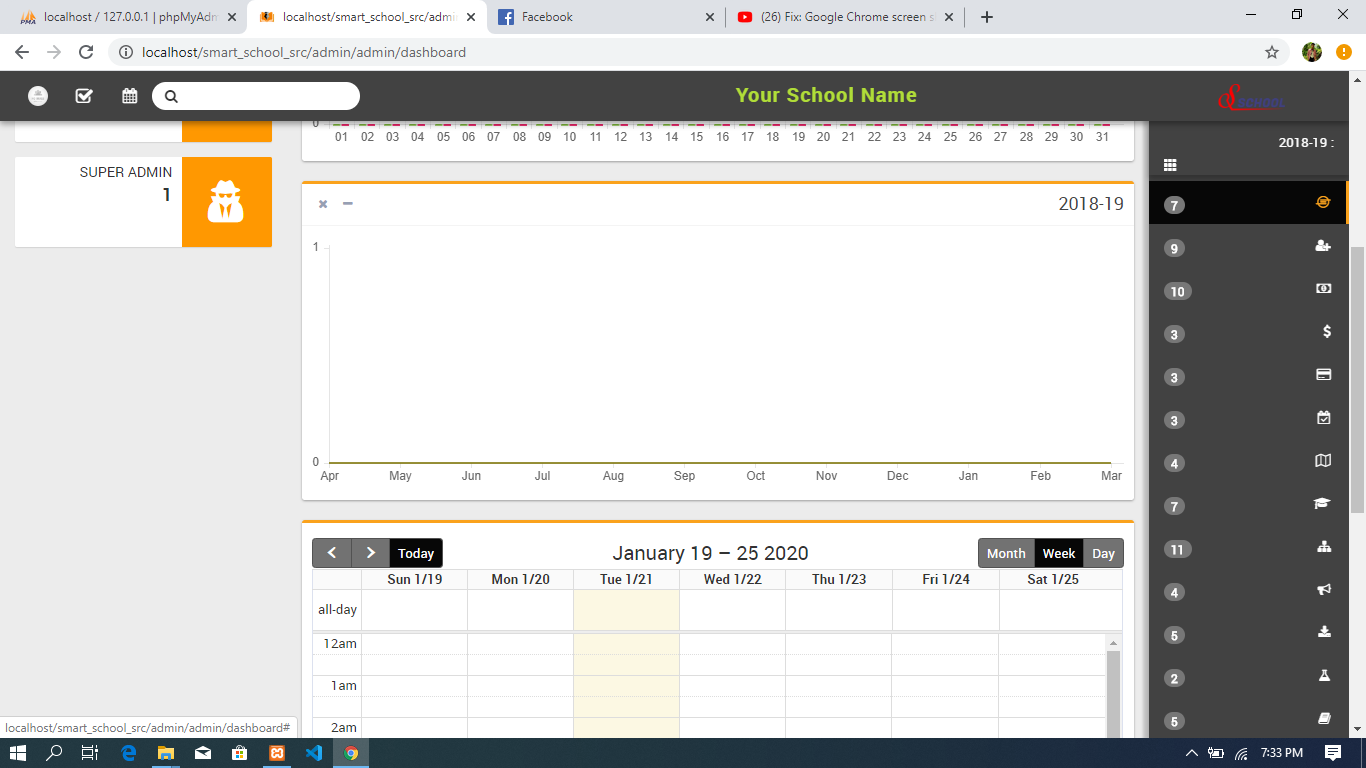 localhost / 127.0.0.1 | phpMyAdm
localhost/smart_school_src/admin
Facebook
(26) Fix: Google Chrome screen s
localhost/smart_school_src/admin/admin/dashboard
Your School Name
0
01 02 03 04 05 06 07 08 09 10 11 12 13 14 15 16 17 18 19 20 21 22 23 24 25 26 27 28 29 30 31
2018-19 :
SUPER ADMIN
1
2018-19
1
0
Apr May Jun Jul Aug Sep Oct Nov Dec Jan Feb Mar
7
9
10
3
3
3
4
7
11
4
5
2
5
Today
January 19 – 25 2020
Month Week Day
Sun 1/19 Mon 1/20 Tue 1/21 Wed 1/22 Thu 1/23 Fri 1/24 Sat 1/25
all-day
12am
1am
2am
localhost/smart_school_src/admin/admin/dashboard#
7:33 PM